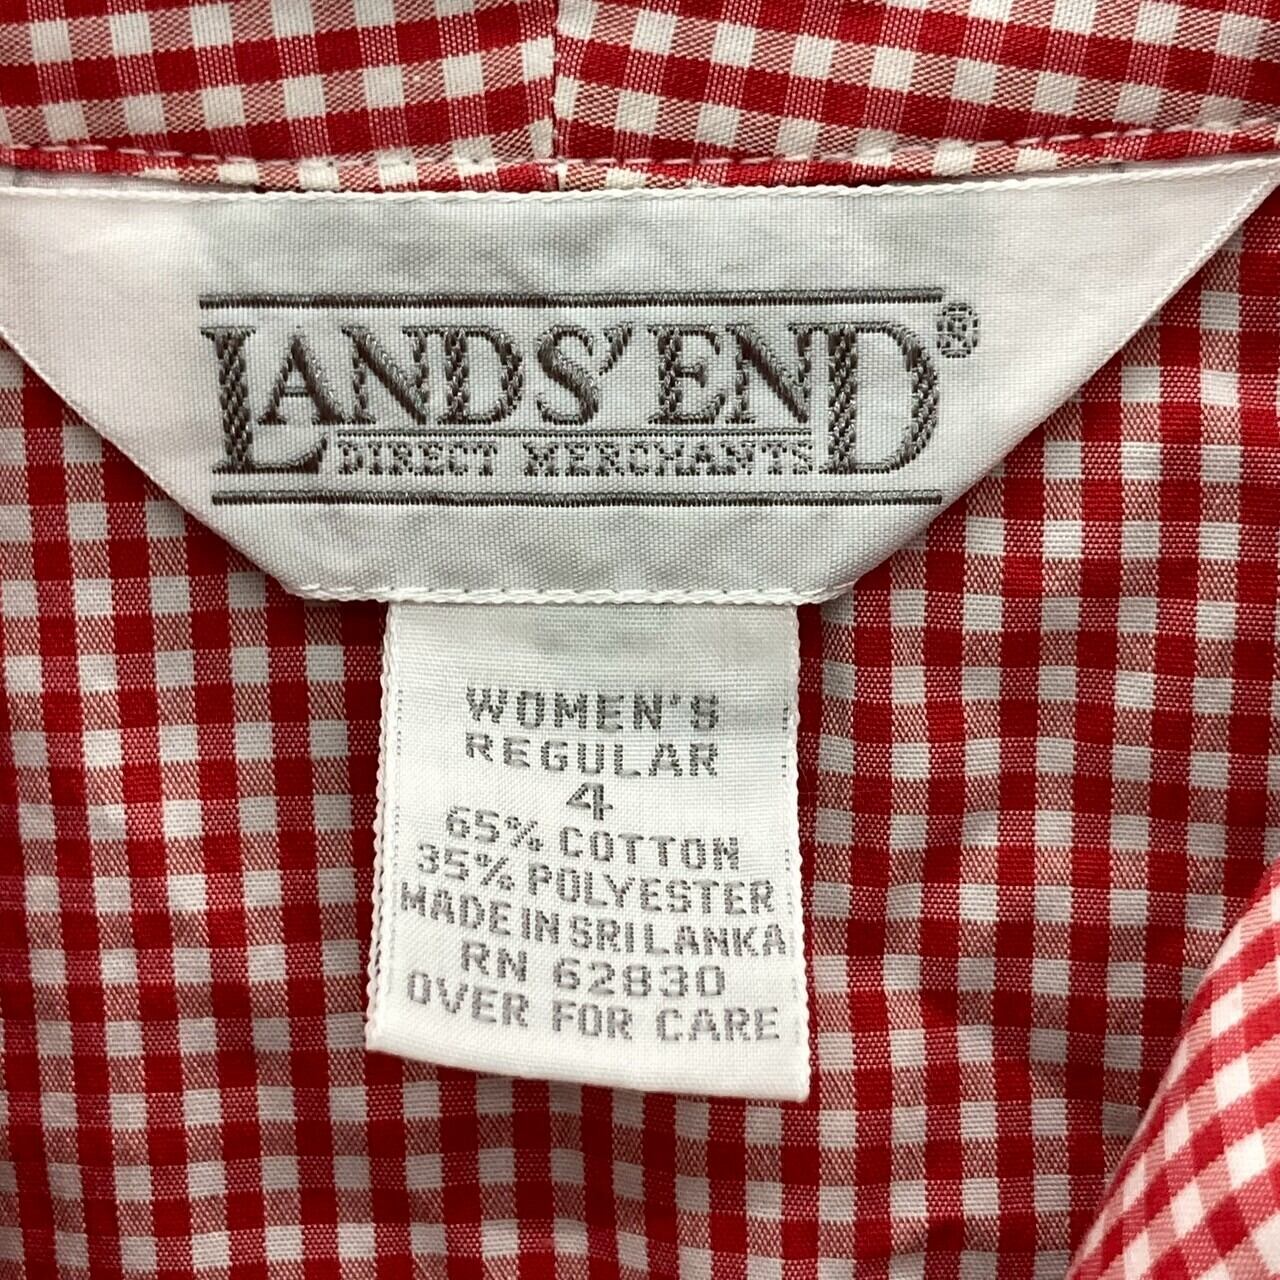 LANDS' END®
DIRECT MERCHANTS
WOMEN'S
REGULAR
4
65% COTTON
35% POLYESTER
MADE IN SRI LANKA
RN 62830
OVER FOR CARE